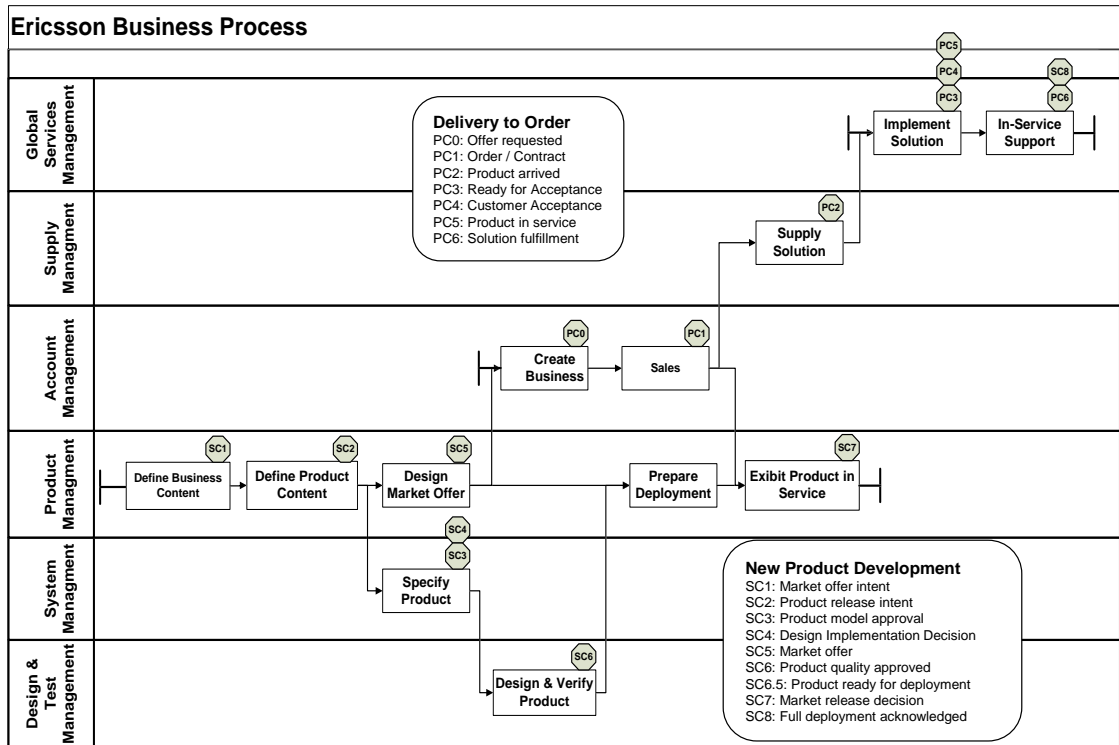 Ericsson Business Process
PC5
PC4
PC3
SC8
PC6
Global
Services
Management
Delivery to Order
PC0: Offer requested
PC1: Order / Contract
PC2: Product arrived
PC3: Ready for Acceptance
PC4: Customer Acceptance
PC5: Product in service
PC6: Solution fulfillment
Implement
Solution
In-Service
Support
Supply
Managment
PC2
Supply
Solution
Account
Management
PC0
Create
Business
PC1
Sales
Product
Managment
SC1
Define Business
Content
SC2
Define Product
Content
SC5
Design
Market Offer
Prepare
Deployment
SC7
Exibit Product in
Service
System
Managment
SC4
SC3
Specify
Product
New Product Development
SC1: Market offer intent
SC2: Product release intent
SC3: Product model approval
SC4: Design Implementation Decision
SC5: Market offer
SC6: Product quality approved
SC6.5: Product ready for deployment
SC7: Market release decision
SC8: Full deployment acknowledged
Design &
Test
Management
SC6
Design & Verify
Product